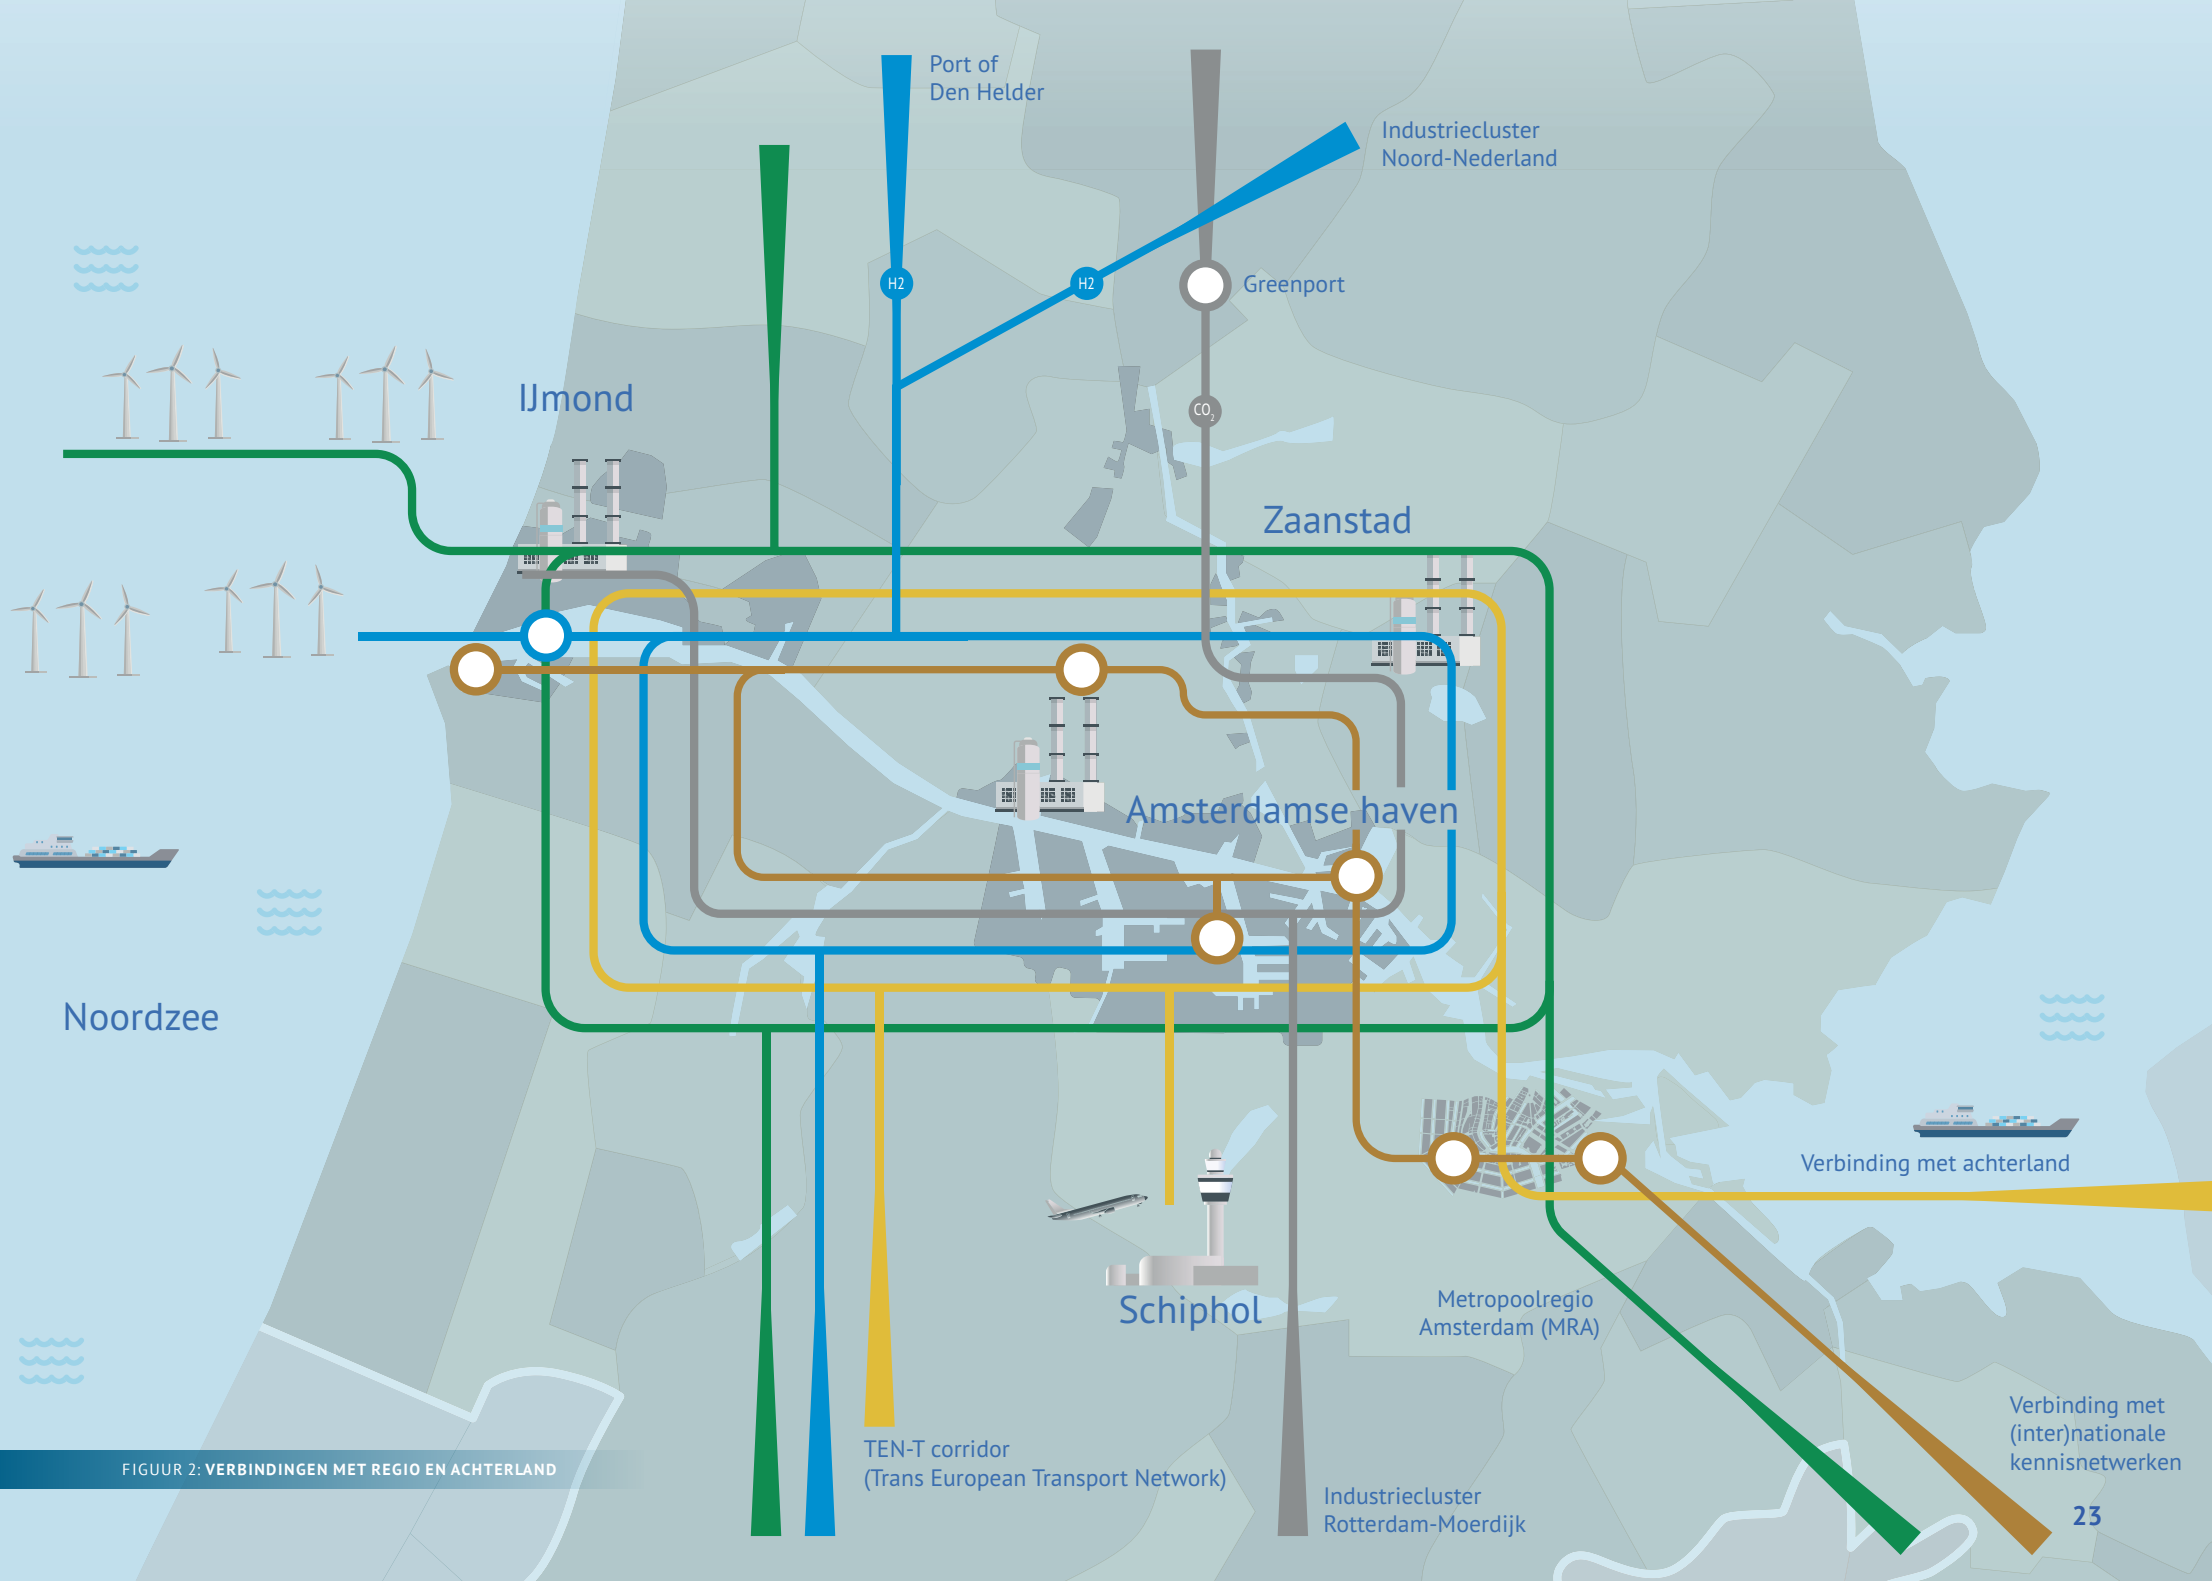 Port of
Den Helder
Industriecluster
Noord-Nederland
H2
H2
Greenport
IJmond
CO2
Zaanstad
Amsterdamse haven
Noordzee
Verbinding met achterland
Schiphol
Metropoolregio
Amsterdam (MRA)
Verbinding met
(inter)nationale
kennisnetwerken
TEN-T corridor
(Trans European Transport Network)
FIGUUR 2: VERBINDINGEN MET REGIO EN ACHTERLAND
Industriecluster
Rotterdam-Moerdijk
23